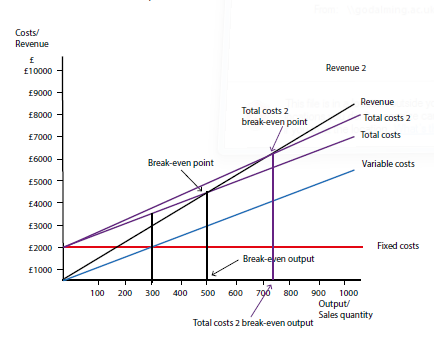 Costs/
Revenue
£
£10000
£9000
£8000
£7000
£6000
£5000
£4000
£3000
£2000
£1000
Revenue 2
Revenue
Total costs 2
Total costs
Variable costs
Fixed costs
Total costs 2
break-even point
Break-even point
Break-even output
100 200 300 400 500 600 700 800 900 1000
Output/
Sales quantity
Total costs 2 break-even output